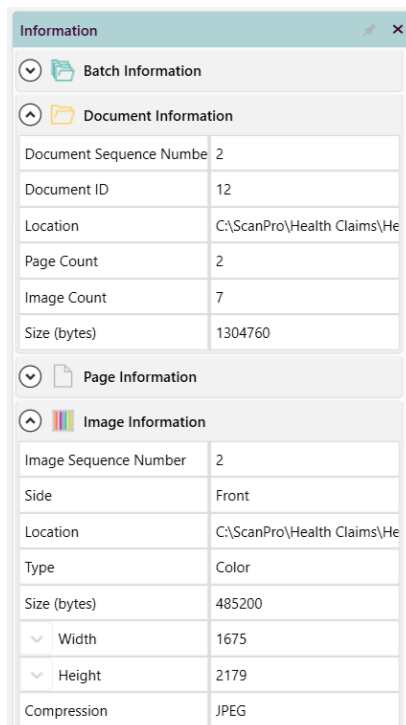 Information
Batch Information
Document Information
Document Sequence Numbe 2
Document ID 12
Location C:\ScanPro\Health Claims\He
Page Count 2
Image Count 7
Size (bytes) 1304760
Page Information
Image Information
Image Sequence Number 2
Side Front
Location C:\ScanPro\Health Claims\He
Type Color
Size (bytes) 485200
Width 1675
Height 2179
Compression JPEG